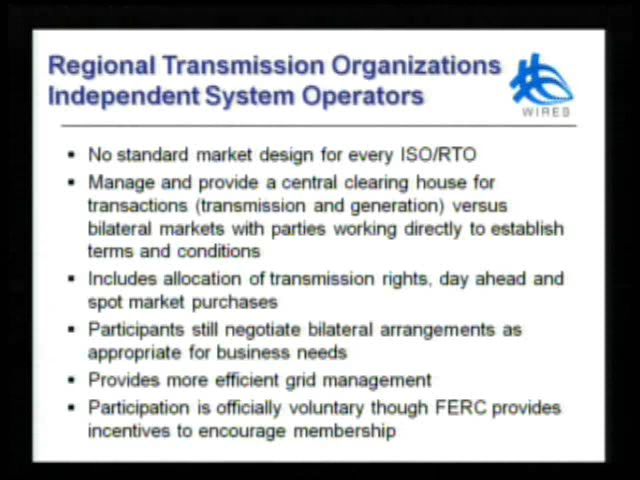 Regional Transmission Organizations
Independent System Operators
WIREB
▪ No standard market design for every ISO/RTO
▪ Manage and provide a central clearing house for
transactions (transmission and generation) versus
bilateral markets with parties working directly to establish
terms and conditions
▪ Includes allocation of transmission rights, day ahead and
spot market purchases
▪ Participants still negotiate bilateral arrangements as
appropriate for business needs
▪ Provides more efficient grid management
▪ Participation is officially voluntary though FERC provides
incentives to encourage membership